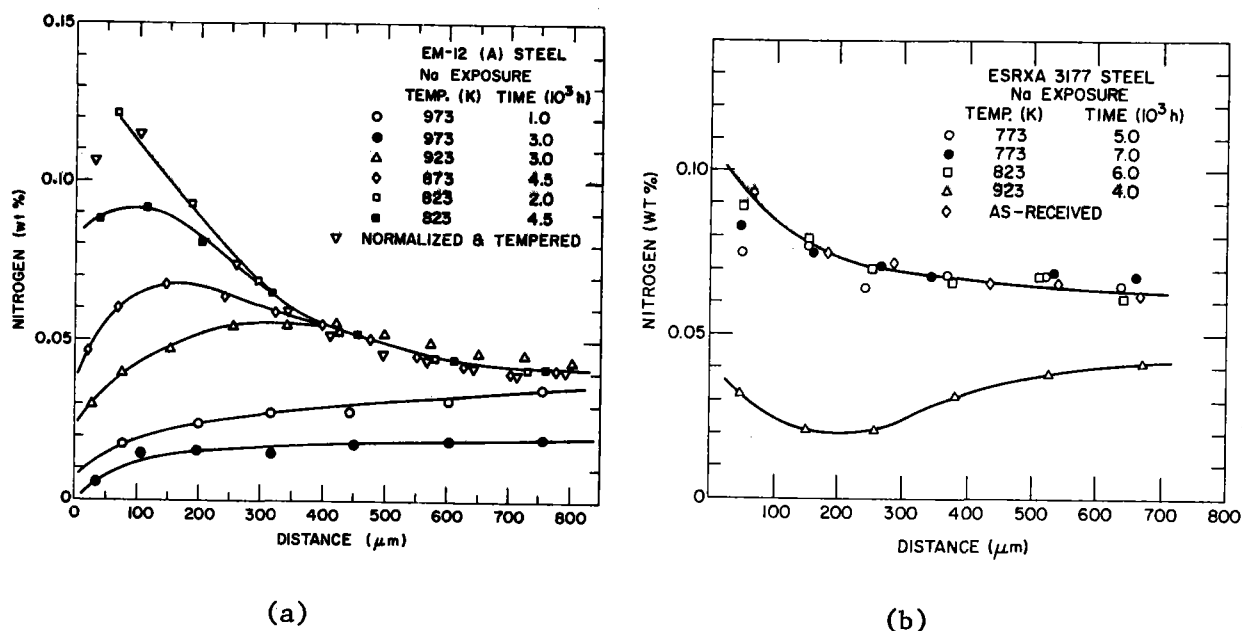 0.15
0.10
0.05
0
NITROGEN (wt %)
EM-12 (A) STEEL
Na EXPOSURE
TEMP. (K) TIME (10³ h)
973 1.0
973 3.0
923 3.0
873 4.5
823 2.0
823 4.5
NORMALIZED & TEMPERED
0 100 200 300 400 500 600 700 800
DISTANCE (μm)
(a)
0.10
0.05
0
NITROGEN (WT %)
ESRXA 3177 STEEL
Na EXPOSURE
TEMP. (K) TIME (10³ h)
773 5.0
773 7.0
823 6.0
923 4.0
AS-RECEIVED
100 200 300 400 500 600 700 800
DISTANCE (μm)
(b)